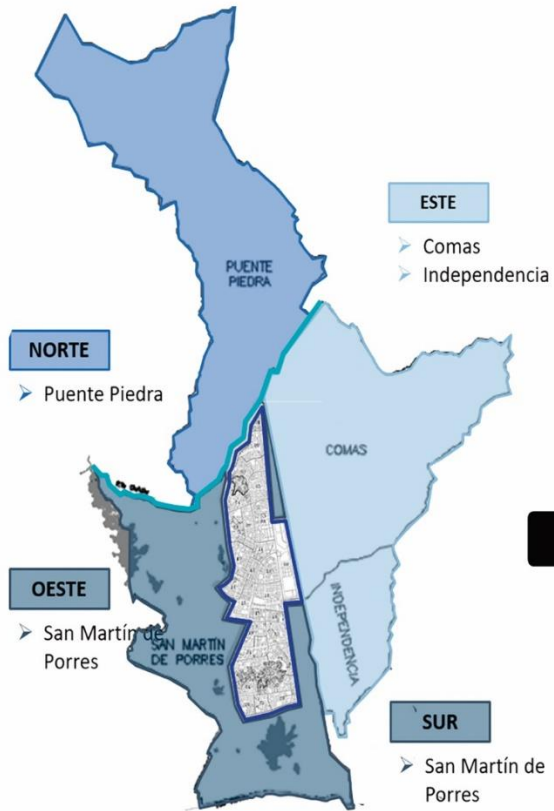 ESTE
Comas
Independencia
PUENTE
PIEDRA
NORTE
Puente Piedra
COMAS
OESTE
San Martín de
Porres
SAN MARTÍN
DE PORRES
INDEPENDENCIA
SUR
San Martín de
Porres